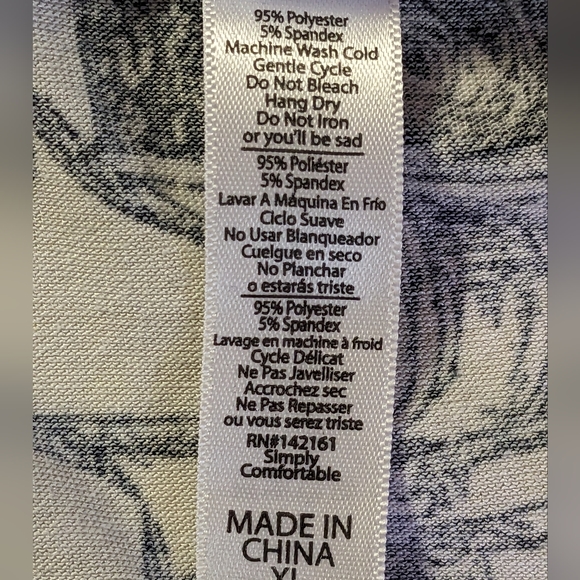 95% Polyester
5% Spandex
Machine Wash Cold
Gentle Cycle
Do Not Bleach
Hang Dry
Do Not Iron
or you'll be sad
95% Poliéster
5% Spandex
Lavar A Máquina En Frío
Ciclo Suave
No Usar Blanqueador
Cuelgue en seco
No Planchar
o estarás triste
95% Polyester
5% Spandex
Lavage en machine à froid
Cycle Délicat
Ne Pas Javelliser
Accrochez sec
Ne Pas Repasser
ou vous serez triste
RN#142161
Simply
Comfortable
MADE IN
CHINA
XL